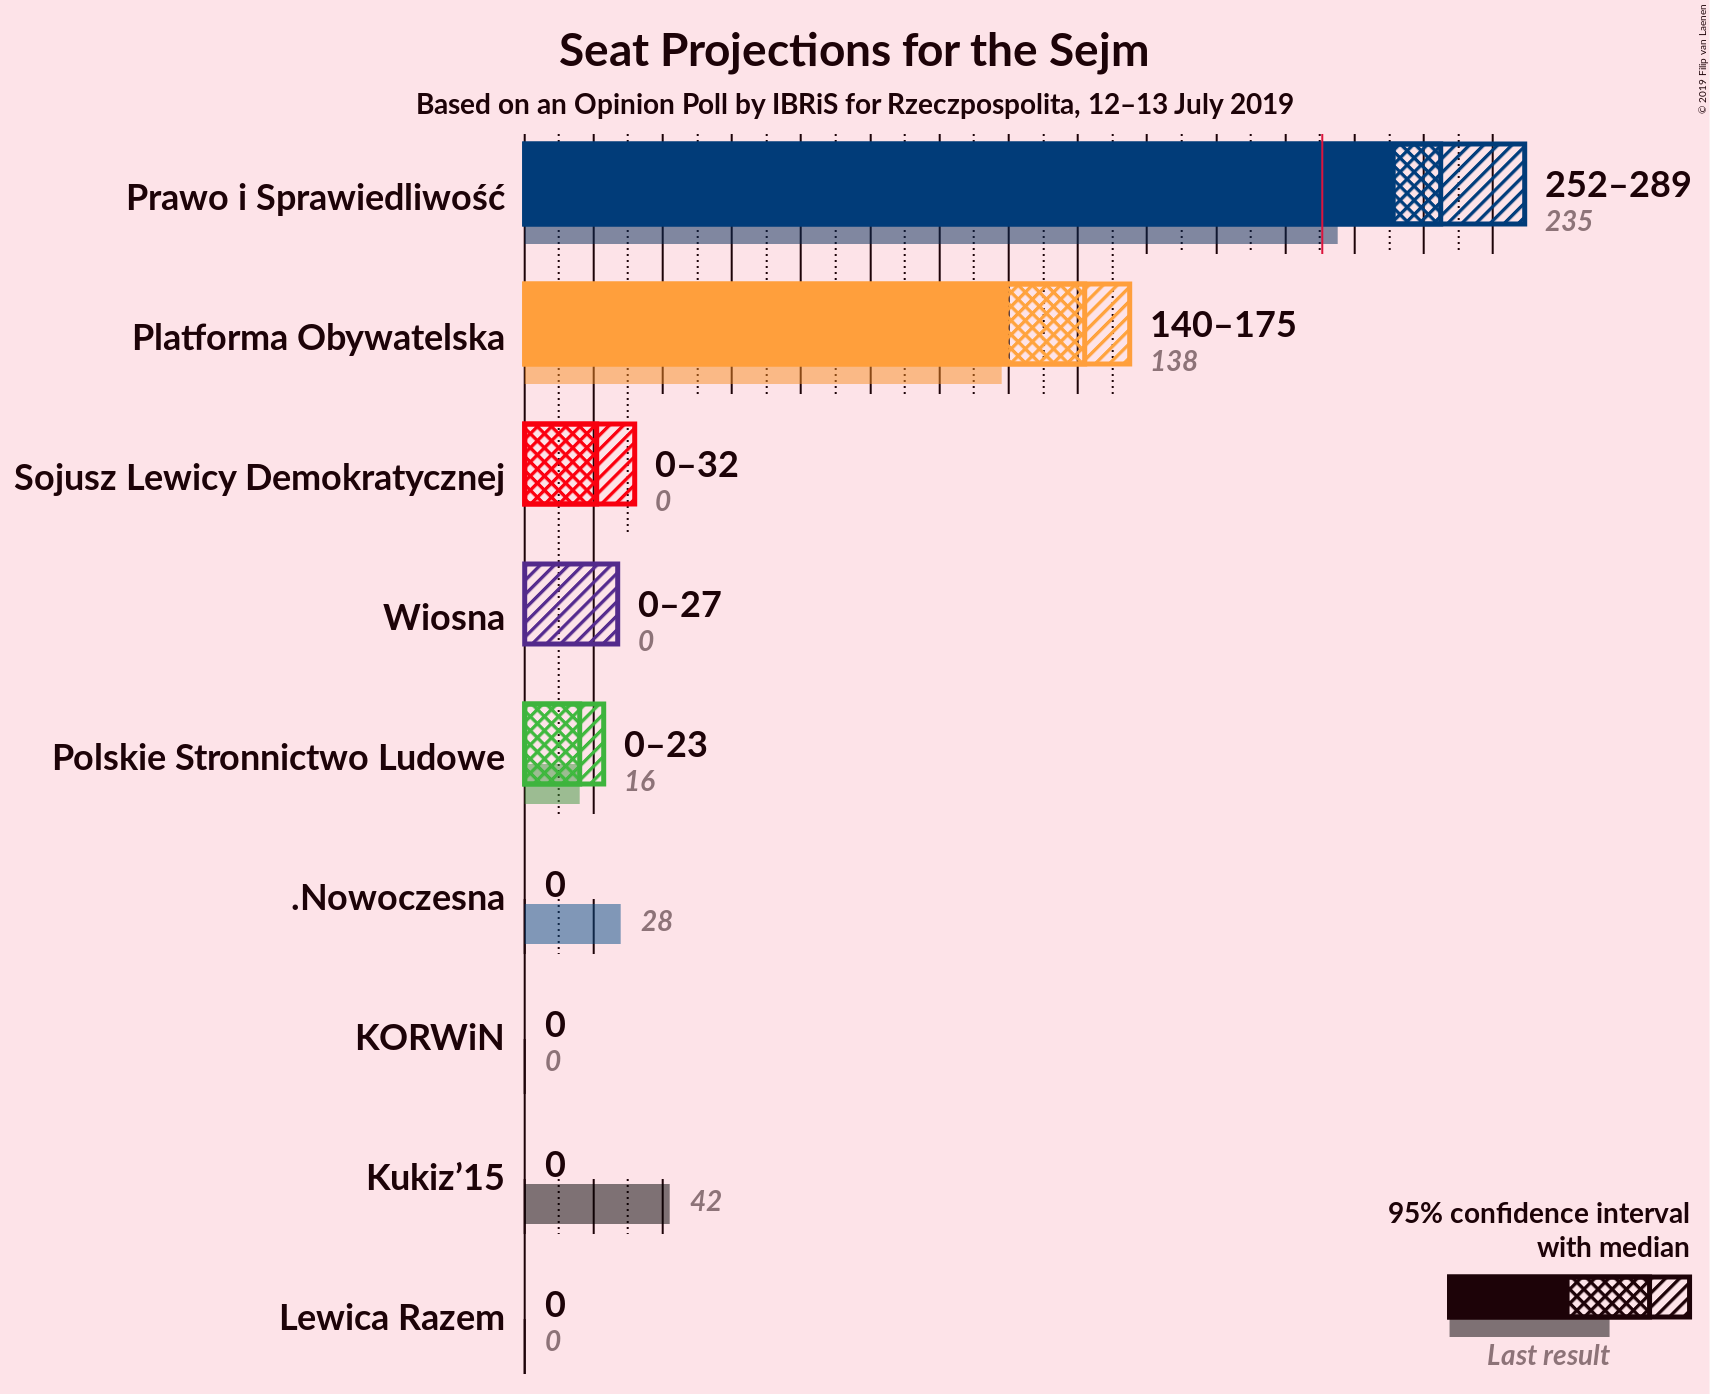 Seat Projections for the Sejm
Based on an Opinion Poll by IBRiS for Rzeczpospolita, 12–13 July 2019
© 2019 Filip van Laenen
Prawo i Sprawiedliwość
252–289
235
Platforma Obywatelska
140–175
138
Sojusz Lewicy Demokratycznej
0–32
0
Wiosna
0–27
0
Polskie Stronnictwo Ludowe
0–23
16
.Nowoczesna
0
28
KORWiN
0
0
Kukiz’15
0
42
Lewica Razem
0
0
95% confidence interval
with median
Last result